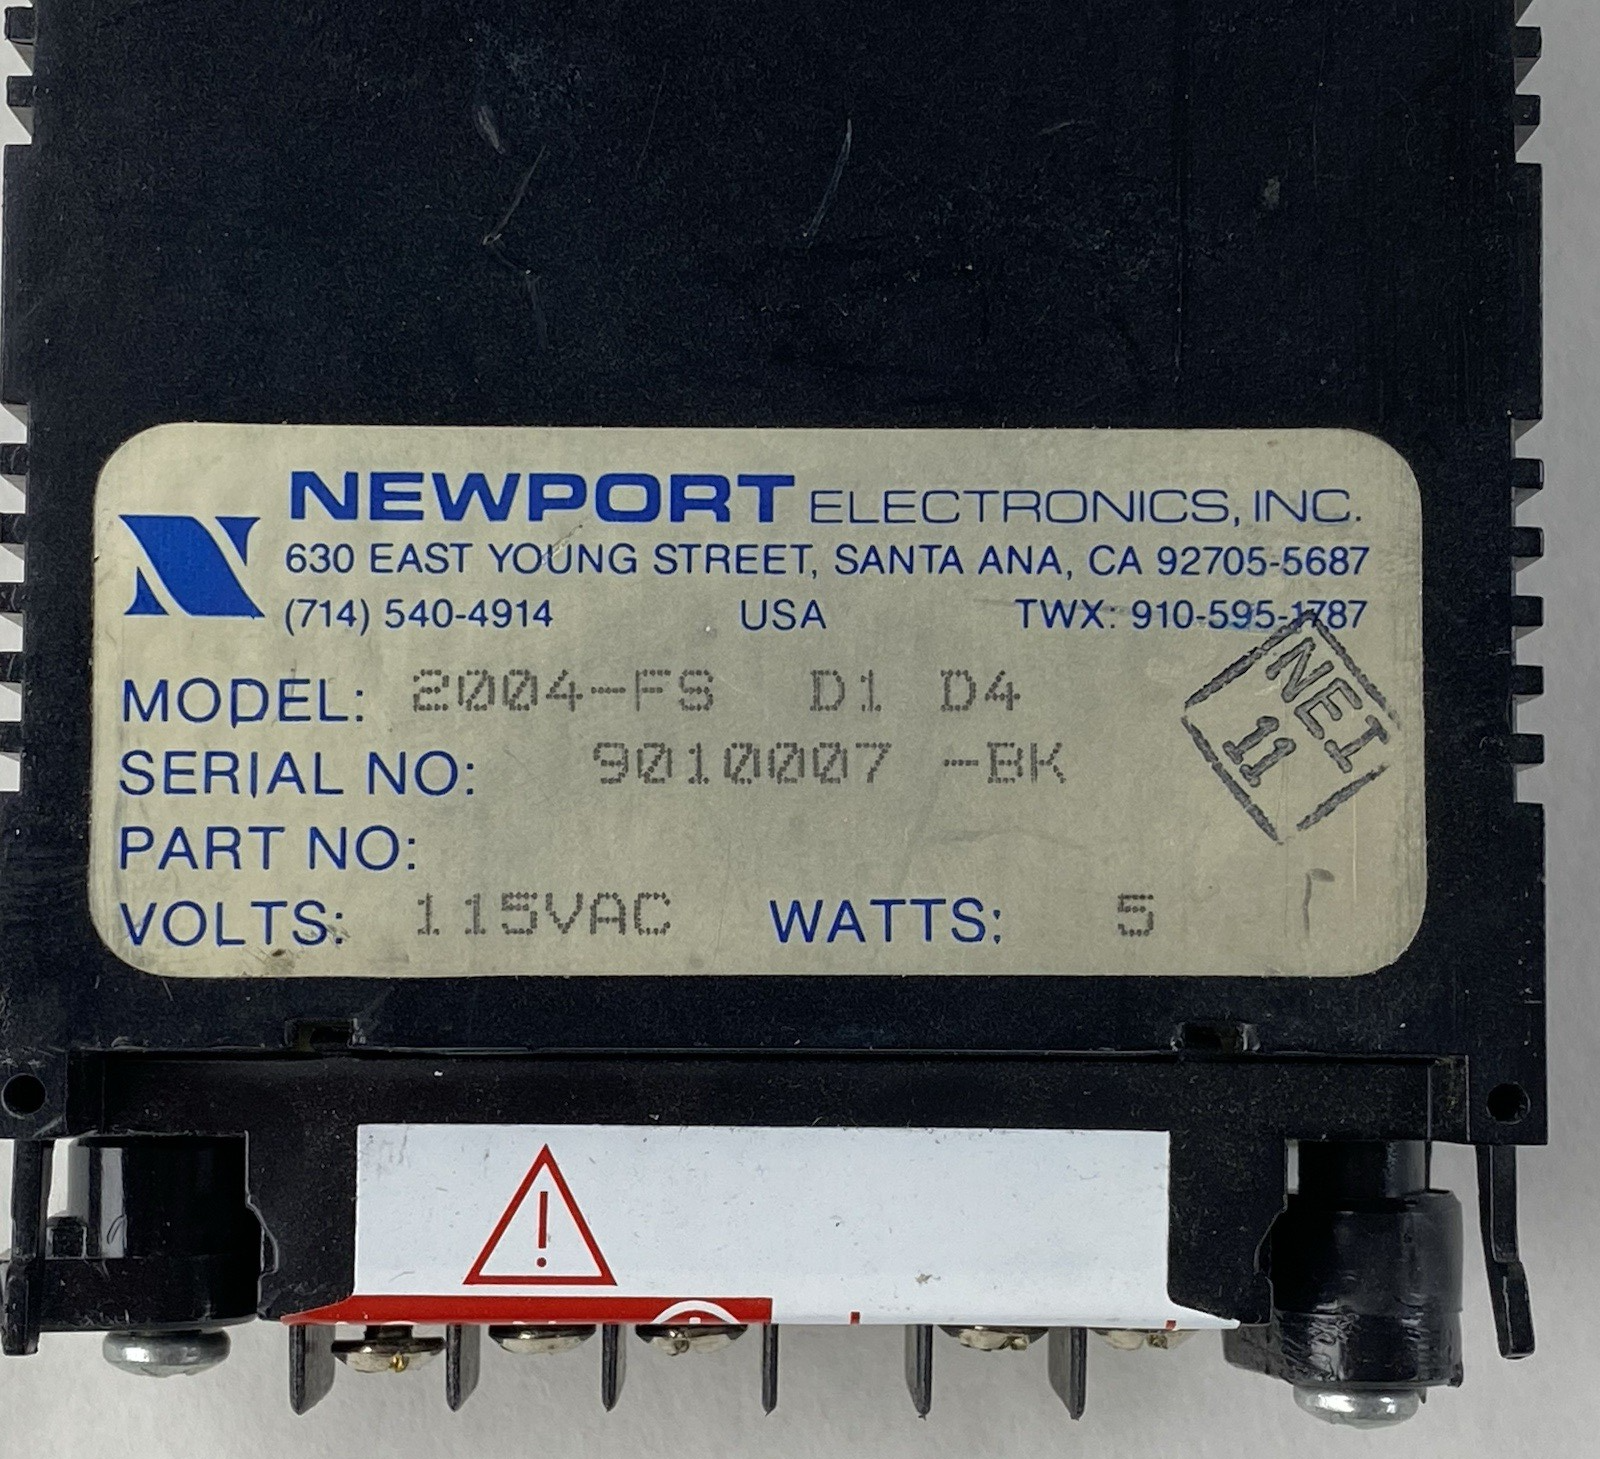 NEWPORT ELECTRONICS, INC.
630 EAST YOUNG STREET, SANTA ANA, CA 92705-5687
(714) 540-4914 USA TWX: 910-595-1787
MODEL: 2004-FS D1 D4
SERIAL NO: 9010007 -BK
NEI
11
PART NO:
VOLTS: 115VAC WATTS: 5
!